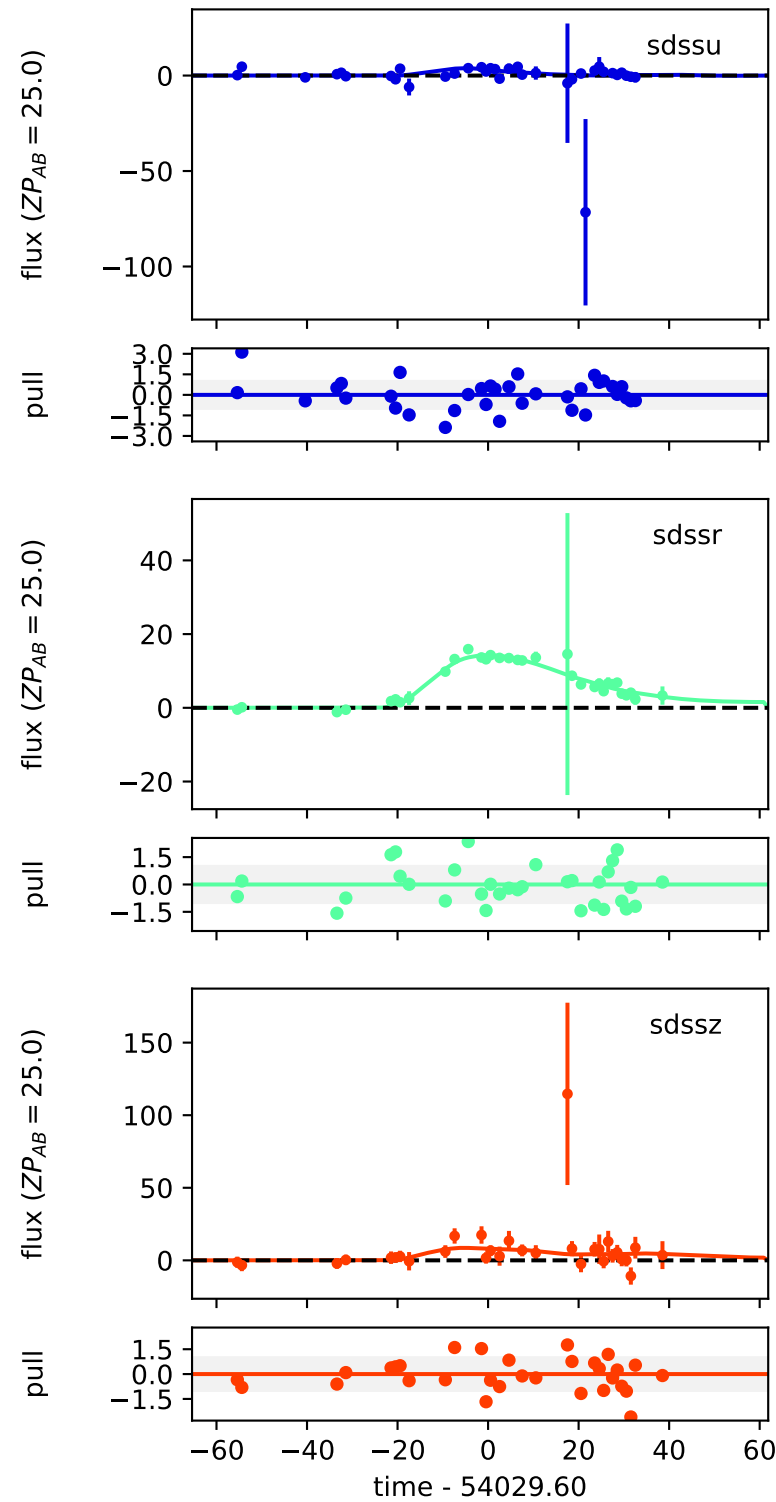 sdssu
flux (ZP_AB = 25.0)
0
−50
−100
pull
3.0
1.5
0.0
−1.5
−3.0
sdssr
flux (ZP_AB = 25.0)
40
20
0
−20
pull
1.5
0.0
−1.5
sdssz
flux (ZP_AB = 25.0)
150
100
50
0
pull
1.5
0.0
−1.5
−60 −40 −20 0 20 40 60
time - 54029.60